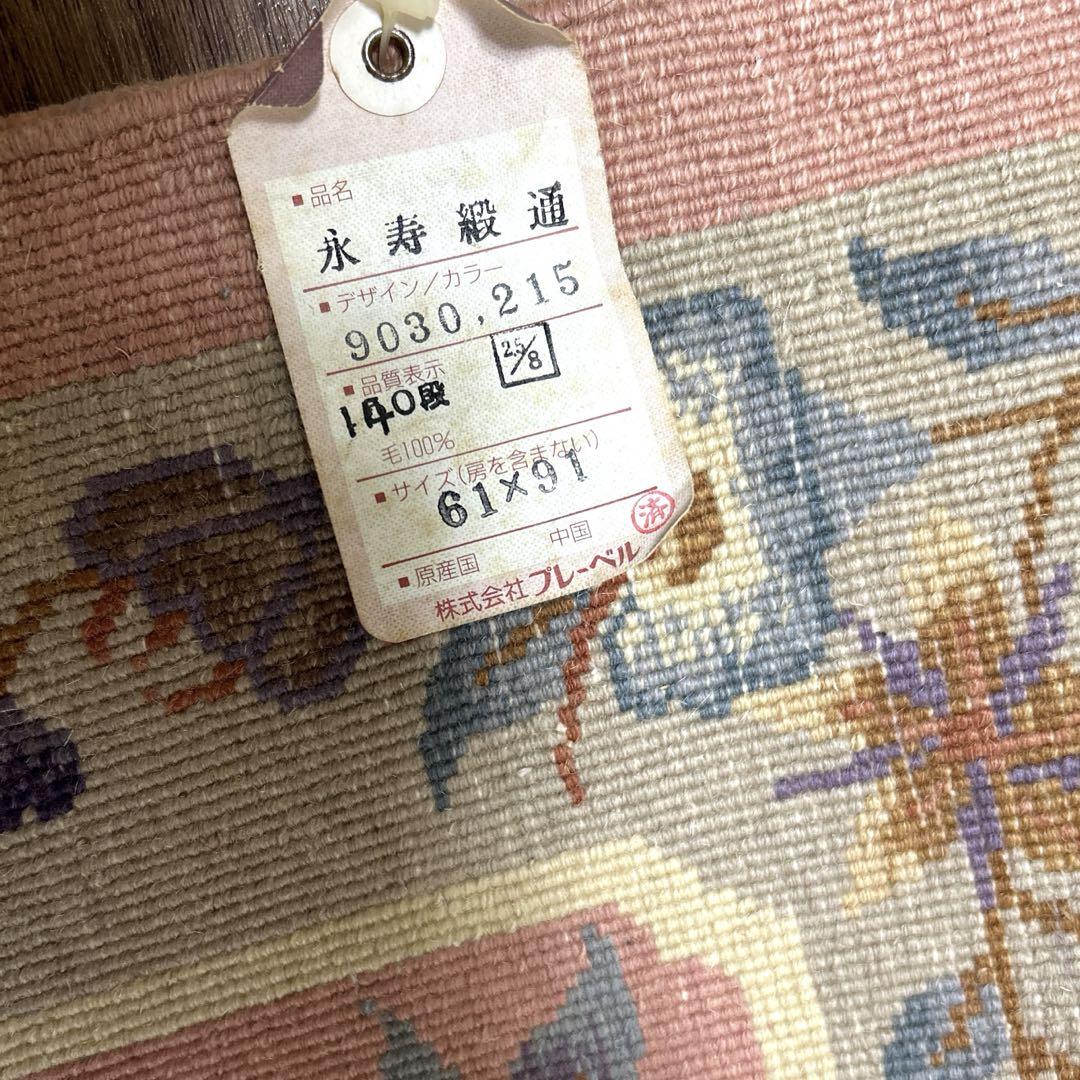 ■品名
永寿緞通
■デザイン/カラー
9030,215
■品質表示
25/8
140段
毛100%
■サイズ(房を含まない)
61×91
済
■原産国 中国
株式会社プレーベル